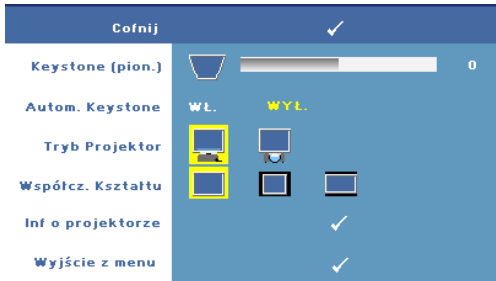 Cofnij
Keystone (pion.) 0
Autom. Keystone WŁ. WYŁ.
Tryb Projektor
Współcz. Kształtu
Inf o projektorze
Wyjście z menu